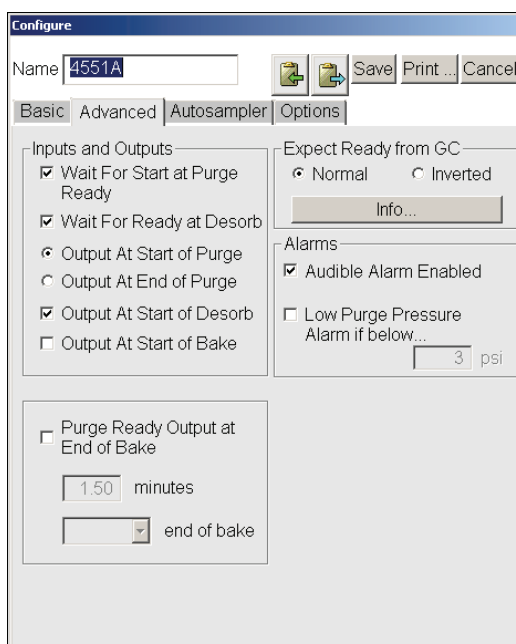 Configure
Name 4551A Save Print ... Cancel
Basic Advanced Autosampler Options
Inputs and Outputs
Wait For Start at Purge
Ready
Wait For Ready at Desorb
Output At Start of Purge
Output At End of Purge
Output At Start of Desorb
Output At Start of Bake
Expect Ready from GC
Normal Inverted
Info...
Alarms
Audible Alarm Enabled
Low Purge Pressure
Alarm if below...
3 psi
Purge Ready Output at
End of Bake
1.50 minutes
end of bake